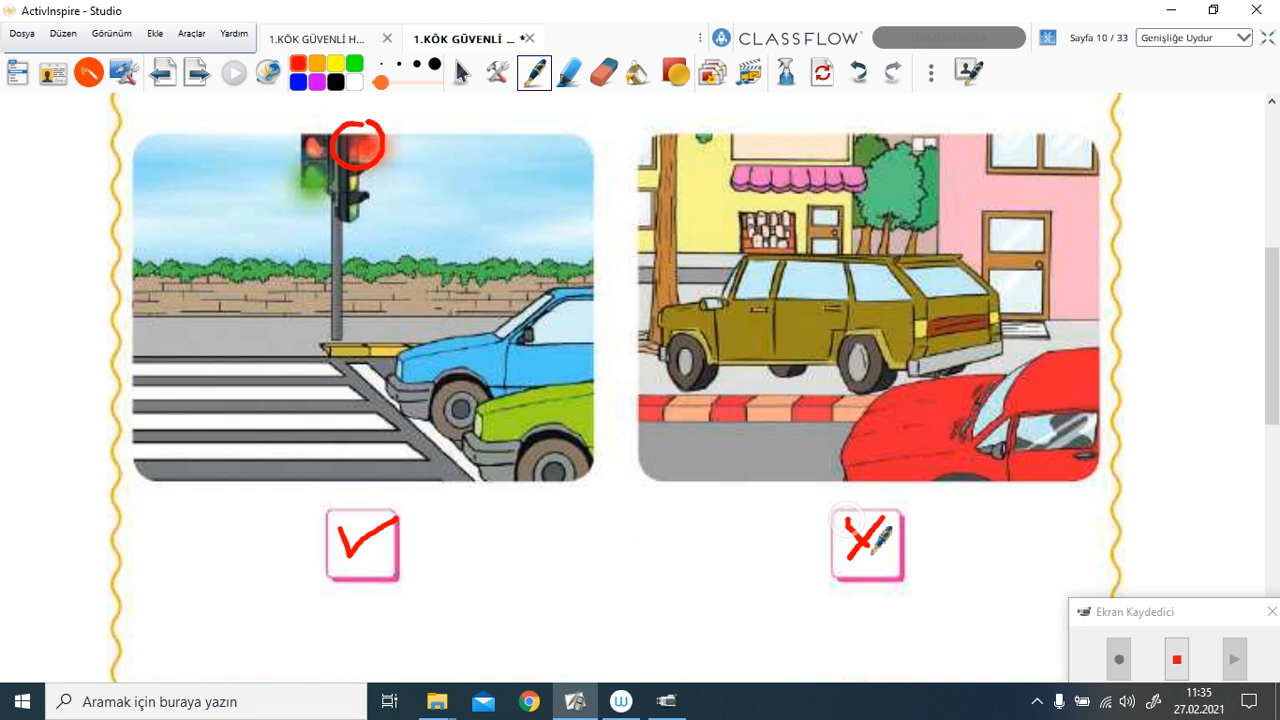 ActivInspire - Studio
Dosya Düzen Görünüm Ekle Araçlar Yardım
1.KÖK GÜVENLİ H...
1.KÖK GÜVENLİ ... *
CLASSFLOW
Sayfa 10 / 33
Genişliğe Uydur
Ekran Kaydedici
Aramak için buraya yazın
11:35
27.02.2021